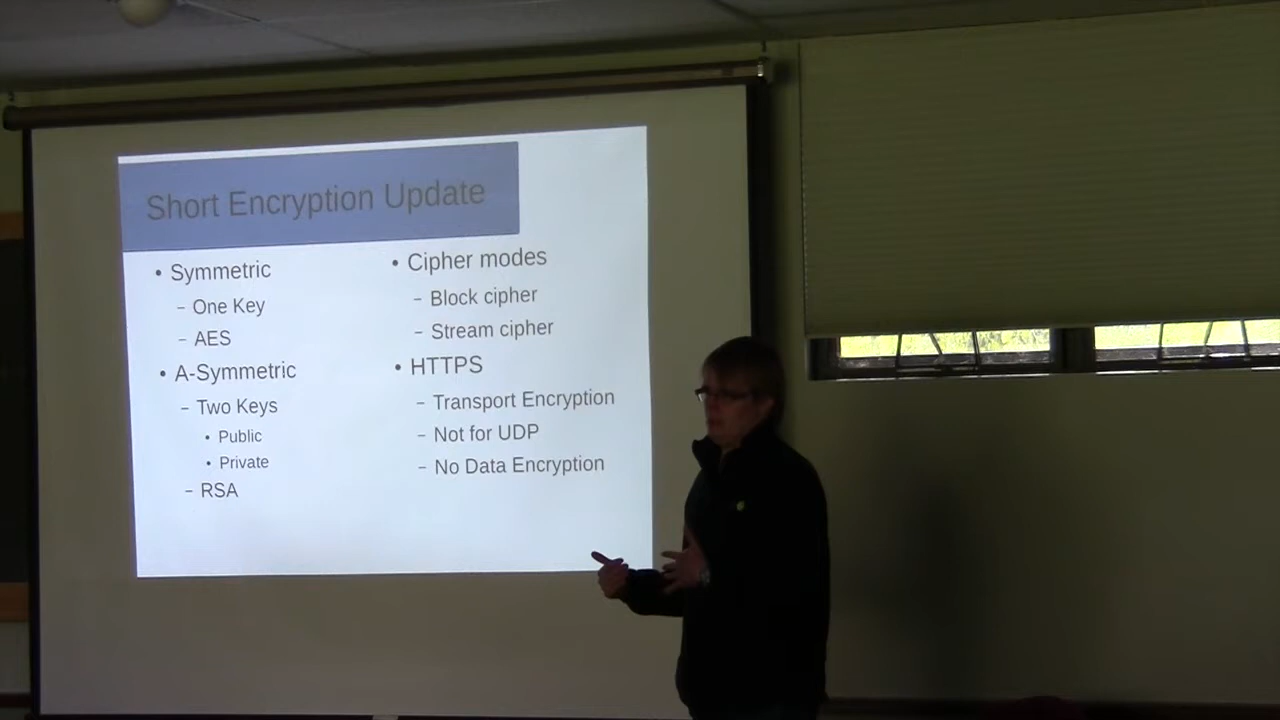 Short Encryption Update
• Symmetric
– One Key
– AES
• A-Symmetric
– Two Keys
• Public
• Private
– RSA
• Cipher modes
– Block cipher
– Stream cipher
• HTTPS
– Transport Encryption
– Not for UDP
– No Data Encryption